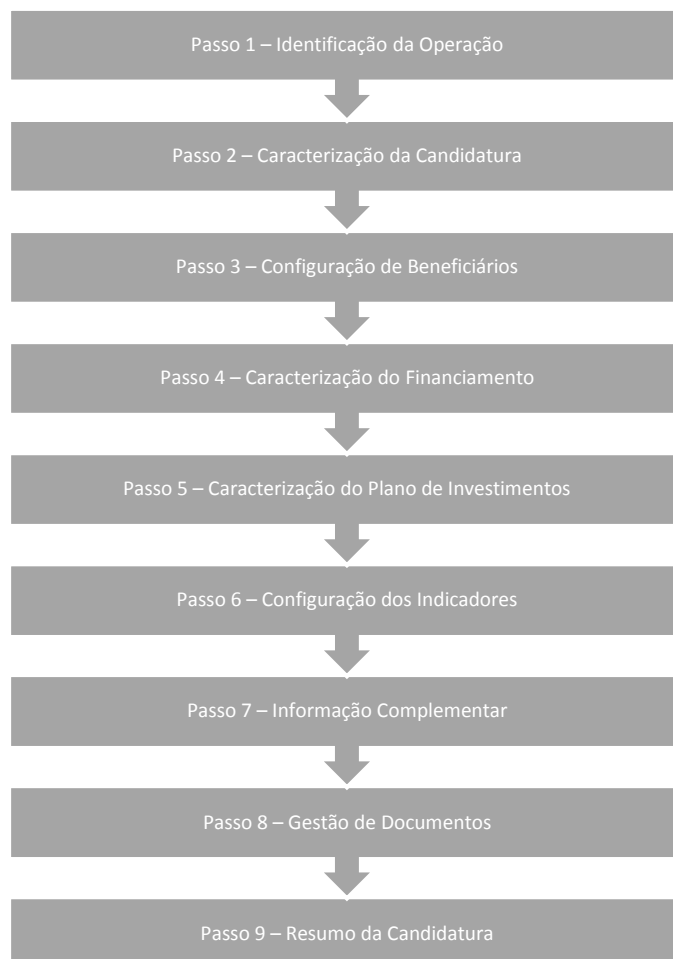 Passo 1 – Identificação da Operação
Passo 2 – Caracterização da Candidatura
Passo 3 – Configuração de Beneficiários
Passo 4 – Caracterização do Financiamento
Passo 5 – Caracterização do Plano de Investimentos
Passo 6 – Configuração dos Indicadores
Passo 7 – Informação Complementar
Passo 8 – Gestão de Documentos
Passo 9 – Resumo da Candidatura